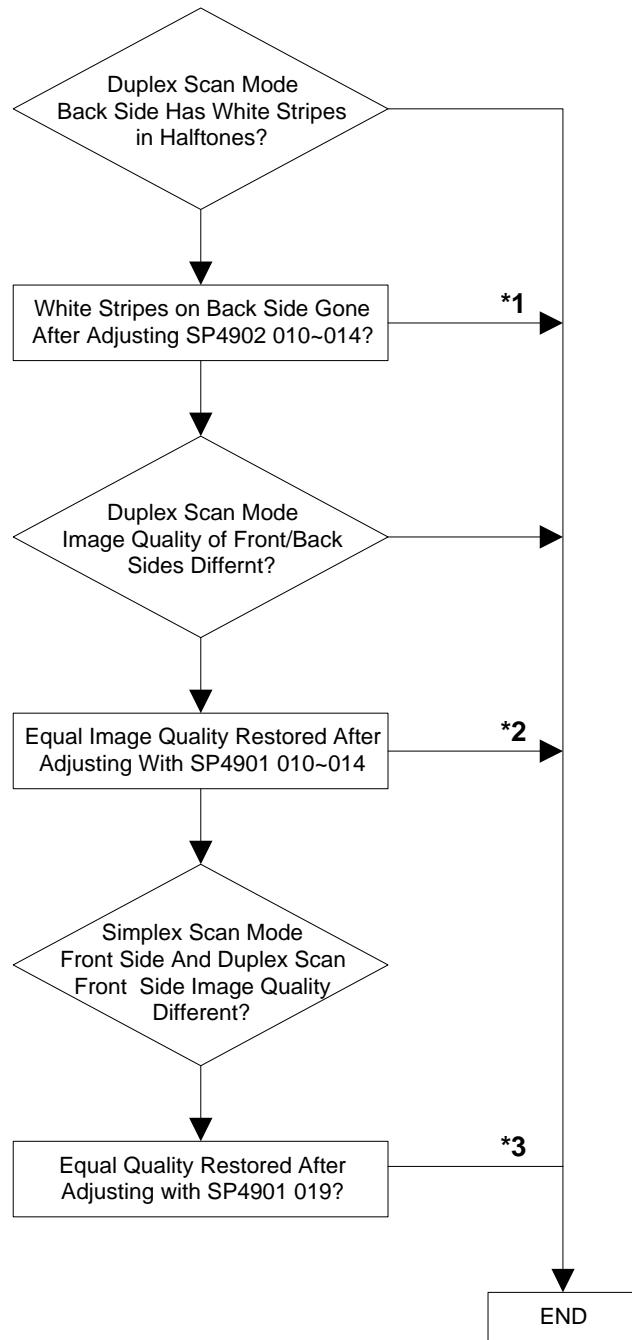 Duplex Scan Mode
Back Side Has White Stripes
in Halftones?
White Stripes on Back Side Gone
After Adjusting SP4902 010~014?
*1
Duplex Scan Mode
Image Quality of Front/Back
Sides Differnt?
Equal Image Quality Restored After
Adjusting With SP4901 010~014
*2
Simplex Scan Mode
Front Side And Duplex Scan
Front Side Image Quality
Different?
Equal Quality Restored After
Adjusting with SP4901 019?
*3
END